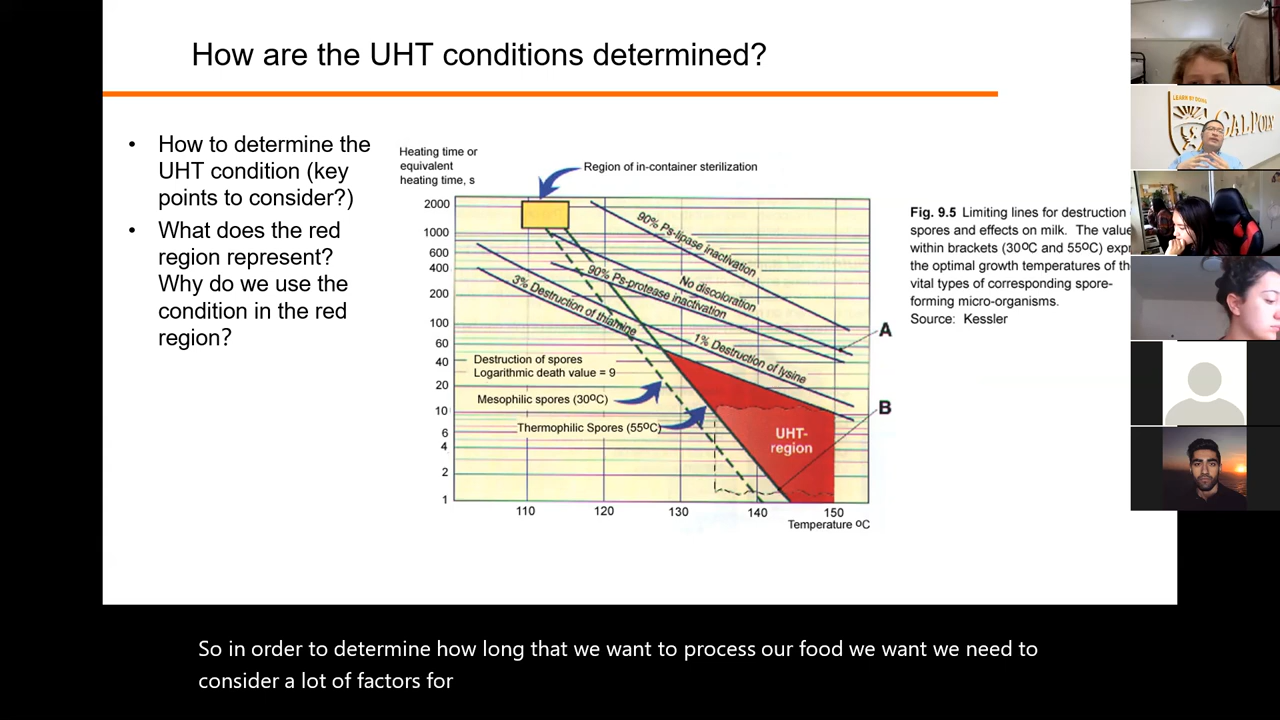 How are the UHT conditions determined?
• How to determine the
UHT condition (key
points to consider?)
• What does the red
region represent?
Why do we use the
condition in the red
region?
Heating time or
equivalent
heating time, s
Region of in-container sterilization
2000
1000
600
400
200
100
60
40
20
10
6
4
2
1
90% Ps-lipase inactivation
No discoloration
90% Ps-protease inactivation
3% Destruction of thiamine
1% Destruction of lysine
A
Destruction of spores
Logarithmic death value = 9
Mesophilic spores (30ºC)
Thermophilic Spores (55ºC)
B
UHT-
region
110 120 130 140 150
Temperature ºC
Fig. 9.5 Limiting lines for destruction
spores and effects on milk. The value
within brackets (30ºC and 55ºC) expr
the optimal growth temperatures of th
vital types of corresponding spore-
forming micro-organisms.
Source: Kessler
LEARN BY DOING
CAL POLY
So in order to determine how long that we want to process our food we want we need to
consider a lot of factors for